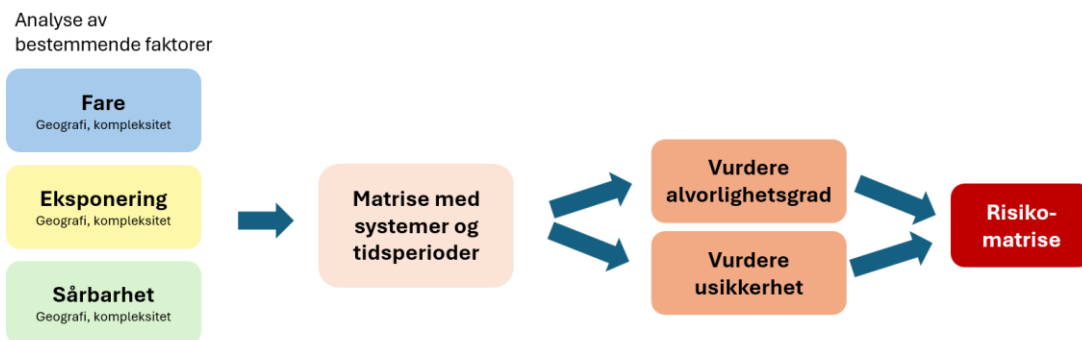 Analyse av
bestemmende faktorer
Fare
Geografi, kompleksitet
Eksponering
Geografi, kompleksitet
Sårbarhet
Geografi, kompleksitet
Matrise med
systemer og
tidsperioder
Vurdere
alvorlighetsgrad
Vurdere
usikkerhet
Risiko-
matrise